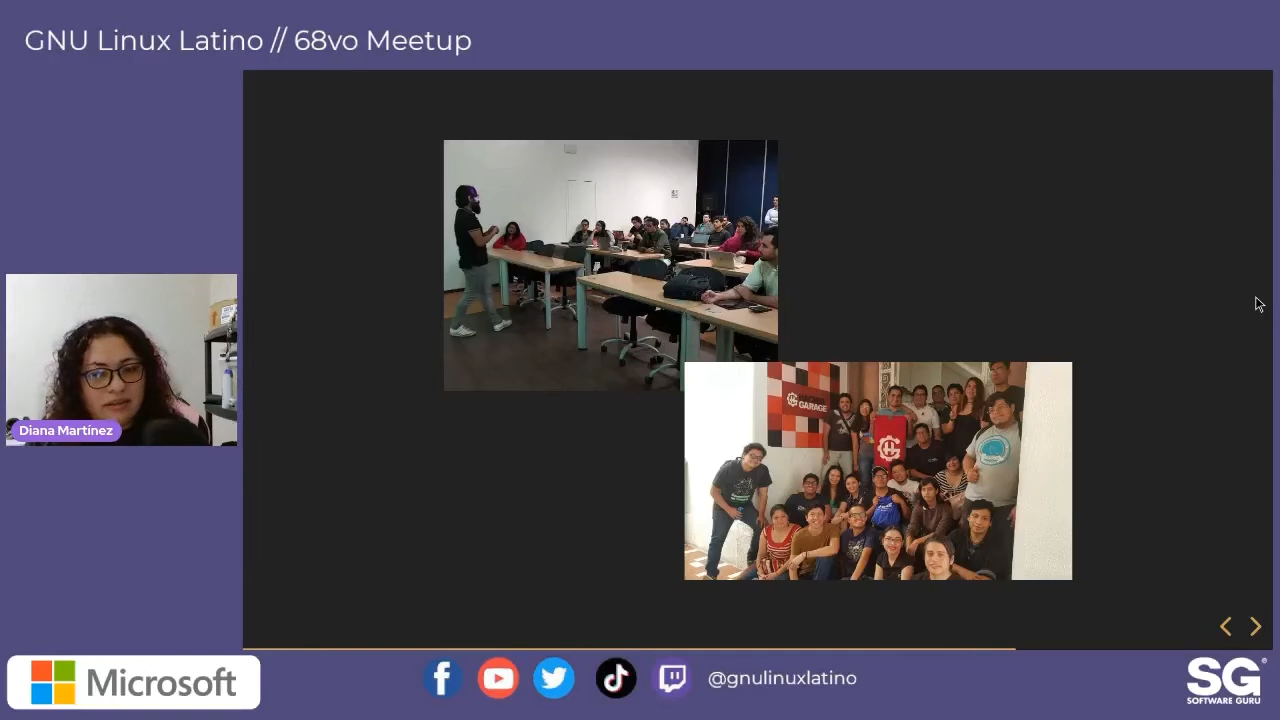 GNU Linux Latino // 68vo Meetup
GARAGE
Diana Martínez
Microsoft
@gnulinuxlatino
SG
SOFTWARE GURU